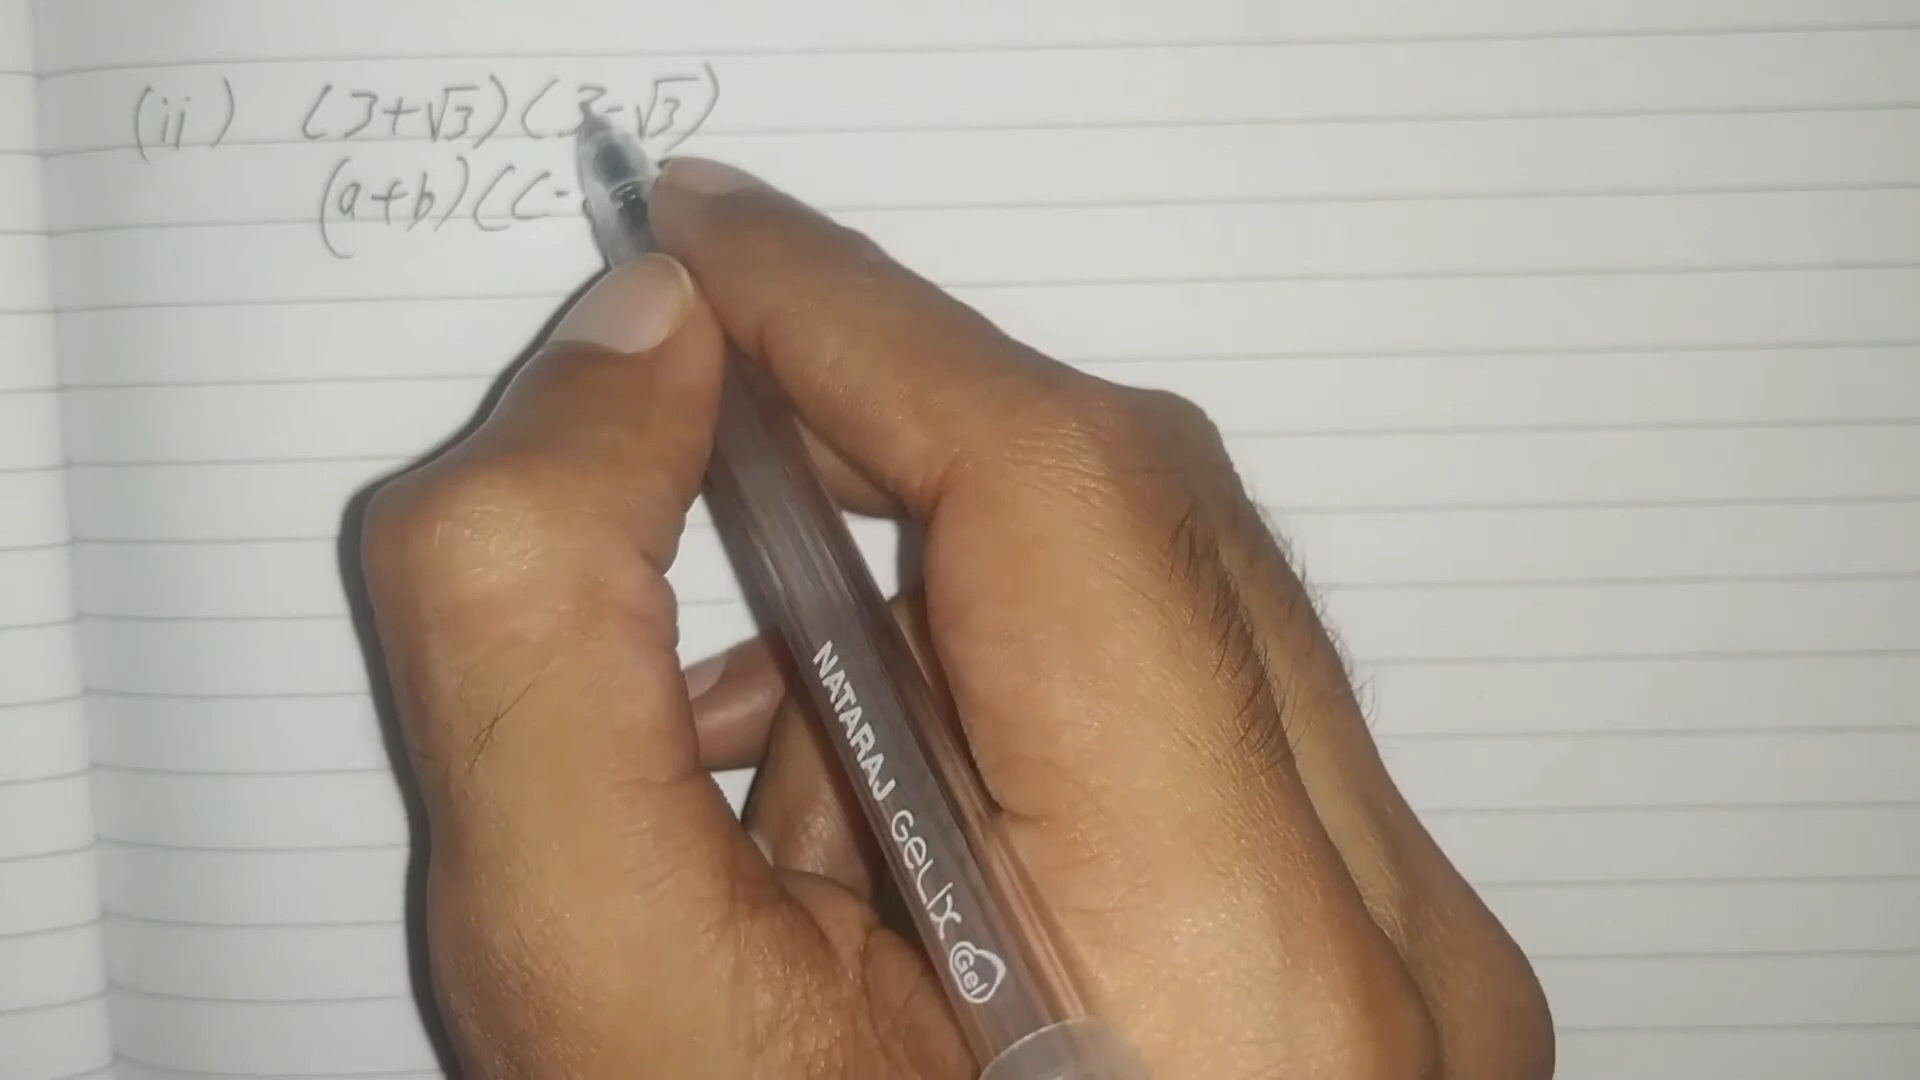 (ii) (3+√3)(3-√3)
(a+b)(c-
NATARAJ GELIX Gel